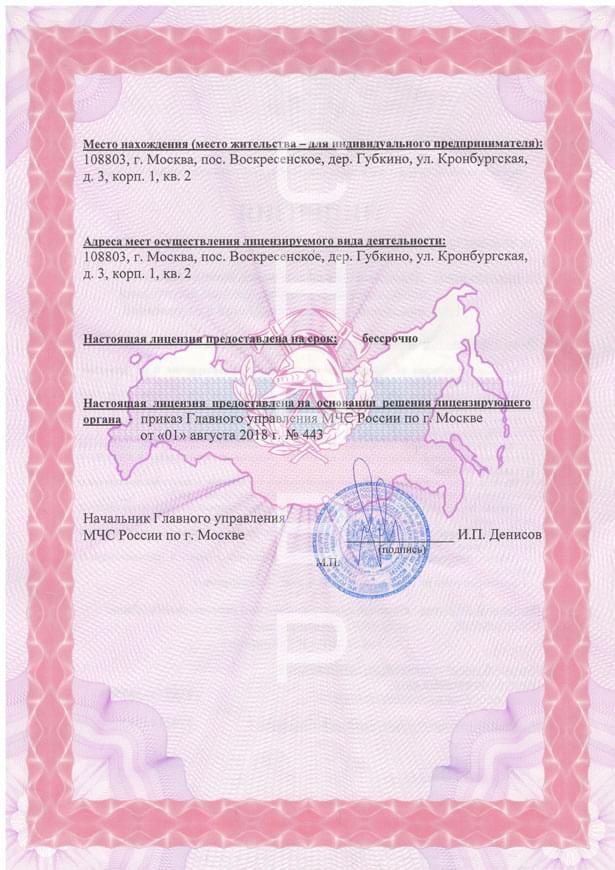 Место нахождения (место жительства – для индивидуального предпринимателя):
108803, г. Москва, пос. Воскресенское, дер. Губкино, ул. Кронбургская,
д. 3, корп. 1, кв. 2
Адреса мест осуществления лицензируемого вида деятельности:
108803, г. Москва, пос. Воскресенское, дер. Губкино, ул. Кронбургская,
д. 3, корп. 1, кв. 2
Настоящая лицензия предоставлена на срок: бессрочно
Настоящая лицензия предоставлена на основании решения лицензирующего
органа - приказ Главного управления МЧС России по г. Москве
от «01» августа 2018 г. № 443
Начальник Главного управления
МЧС России по г. Москве И.П. Денисов
(подпись)
М.П.